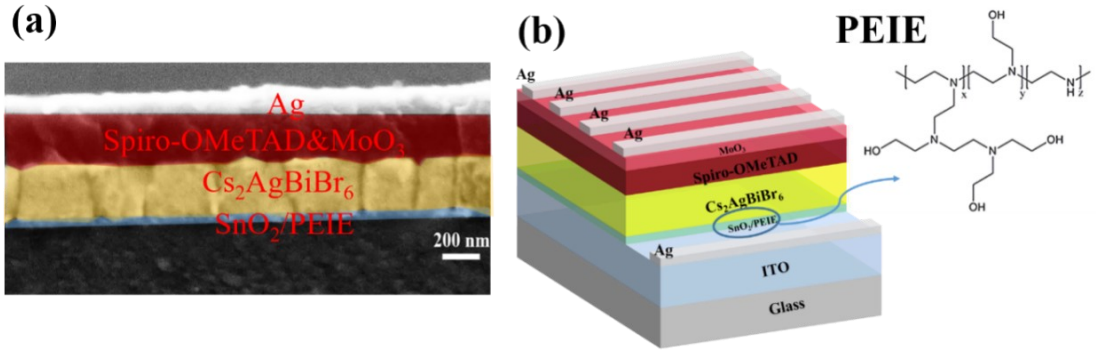 (a)
Ag
Spiro-OMeTAD&MoO₃
Cs₂AgBiBr₆
SnO₂/PEIE
200 nm
(b)
PEIE
Ag
Ag
Ag
Ag
MoO₃
Spiro-OMeTAD
Cs₂AgBiBr₆
SnO₂/PEIE
Ag
ITO
Glass
OH
N
N
N
H
x
y
z
HO
N
N
OH
OH